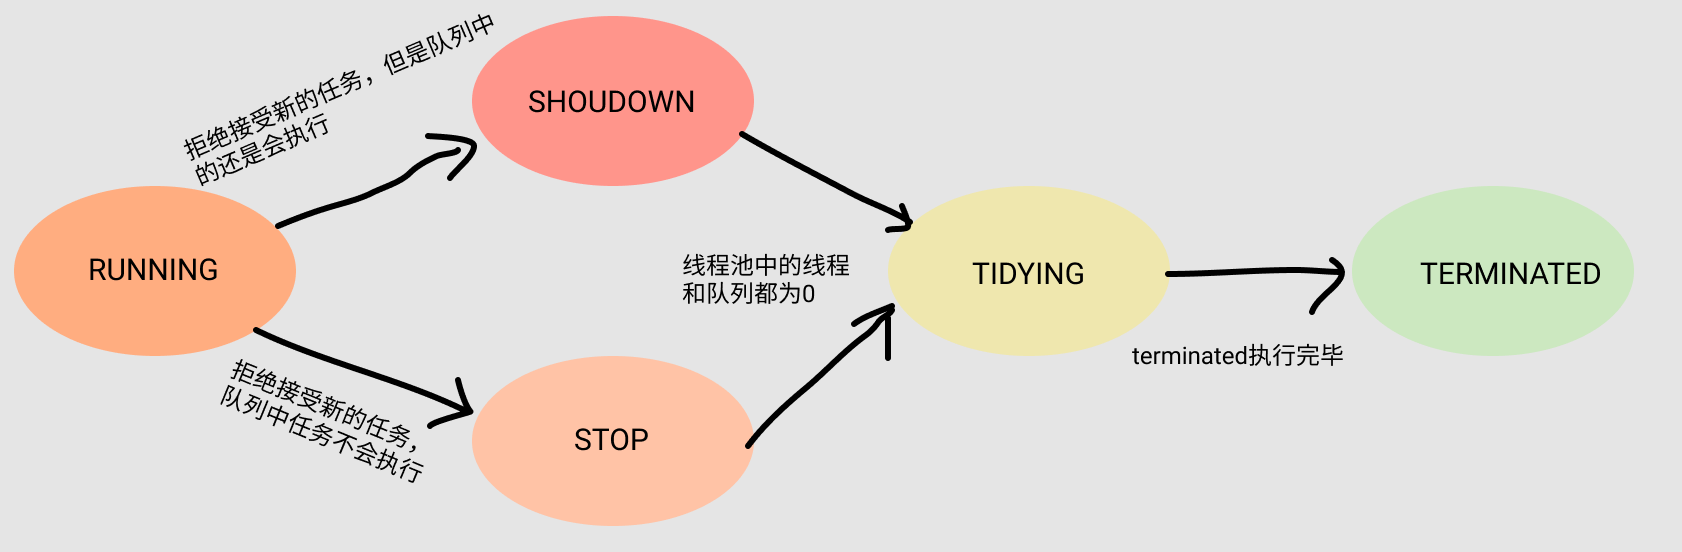 拒绝接受新的任务，但是队列中
的还是会执行
SHOUDOWN
RUNNING
线程池中的线程
和队列都为0
TIDYING
TERMINATED
terminated执行完毕
拒绝接受新的任务，
队列中任务不会执行
STOP